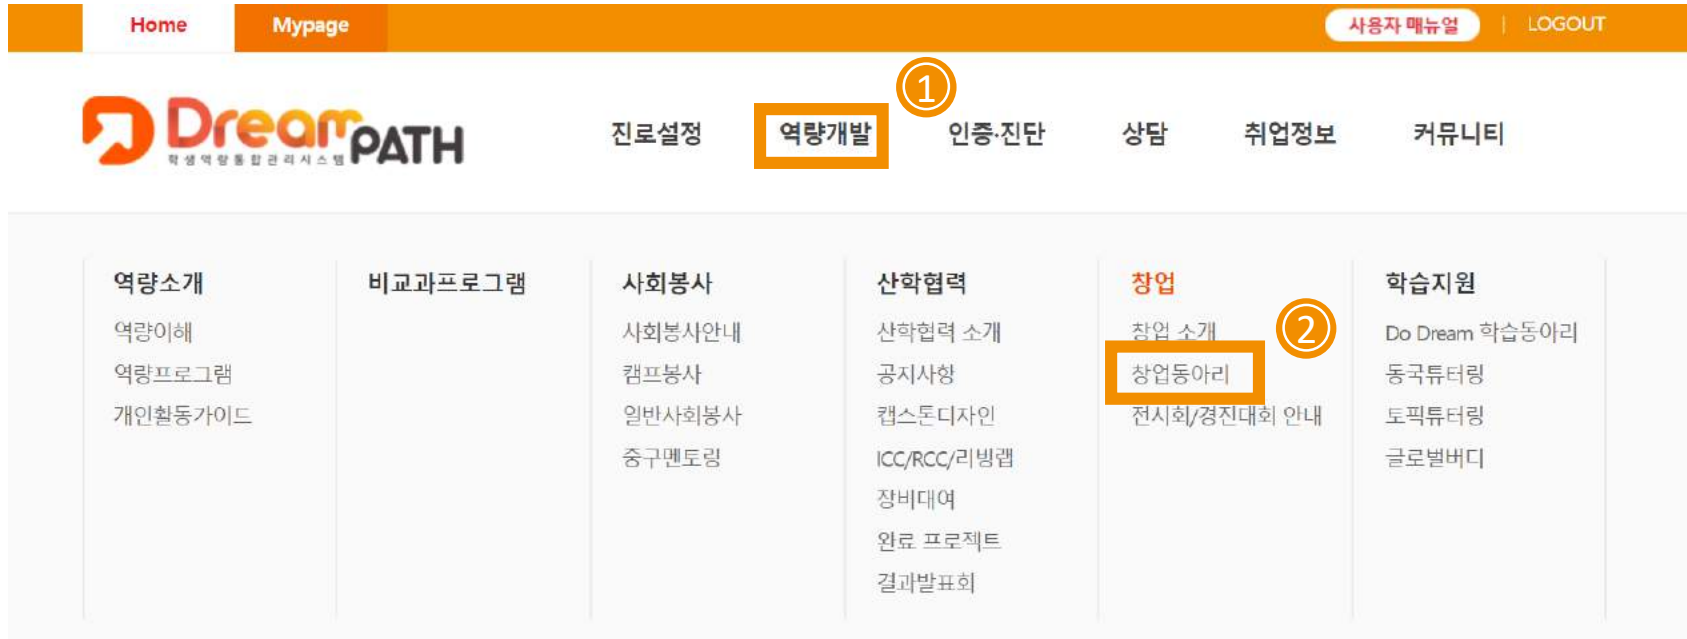 Home Mypage 사용자 매뉴얼 | LOGOUT
①
Dream PATH
학생역량통합관리시스템
진로설정 역량개발 인증·진단 상담 취업정보 커뮤니티
역량소개
역량이해
역량프로그램
개인활동가이드
비교과프로그램
사회봉사
사회봉사안내
캠프봉사
일반사회봉사
중구멘토링
산학협력
산학협력 소개
공지사항
캡스톤디자인
ICC/RCC/리빙랩
장비대여
완료 프로젝트
결과발표회
창업
창업 소개
②
창업동아리
전시회/경진대회 안내
학습지원
Do Dream 학습동아리
동국튜터링
토픽튜터링
글로벌버디